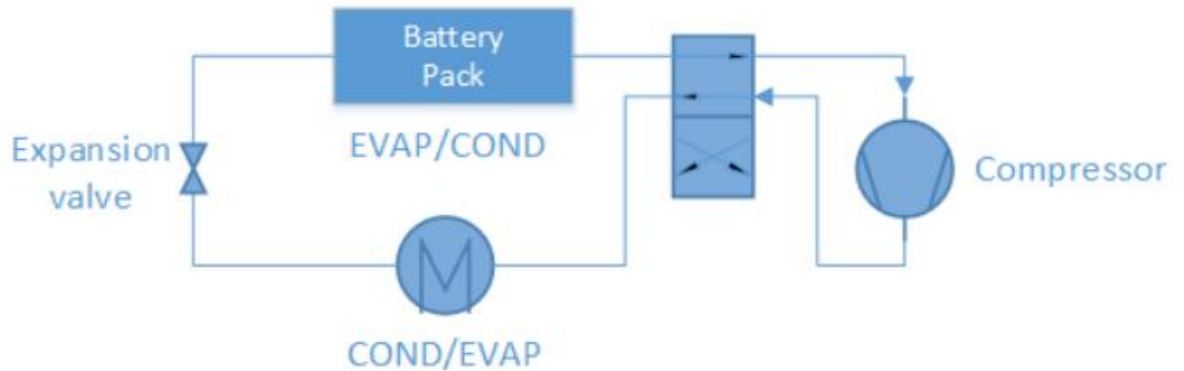 Battery
Pack
EVAP/COND
Expansion
valve
Compressor
COND/EVAP